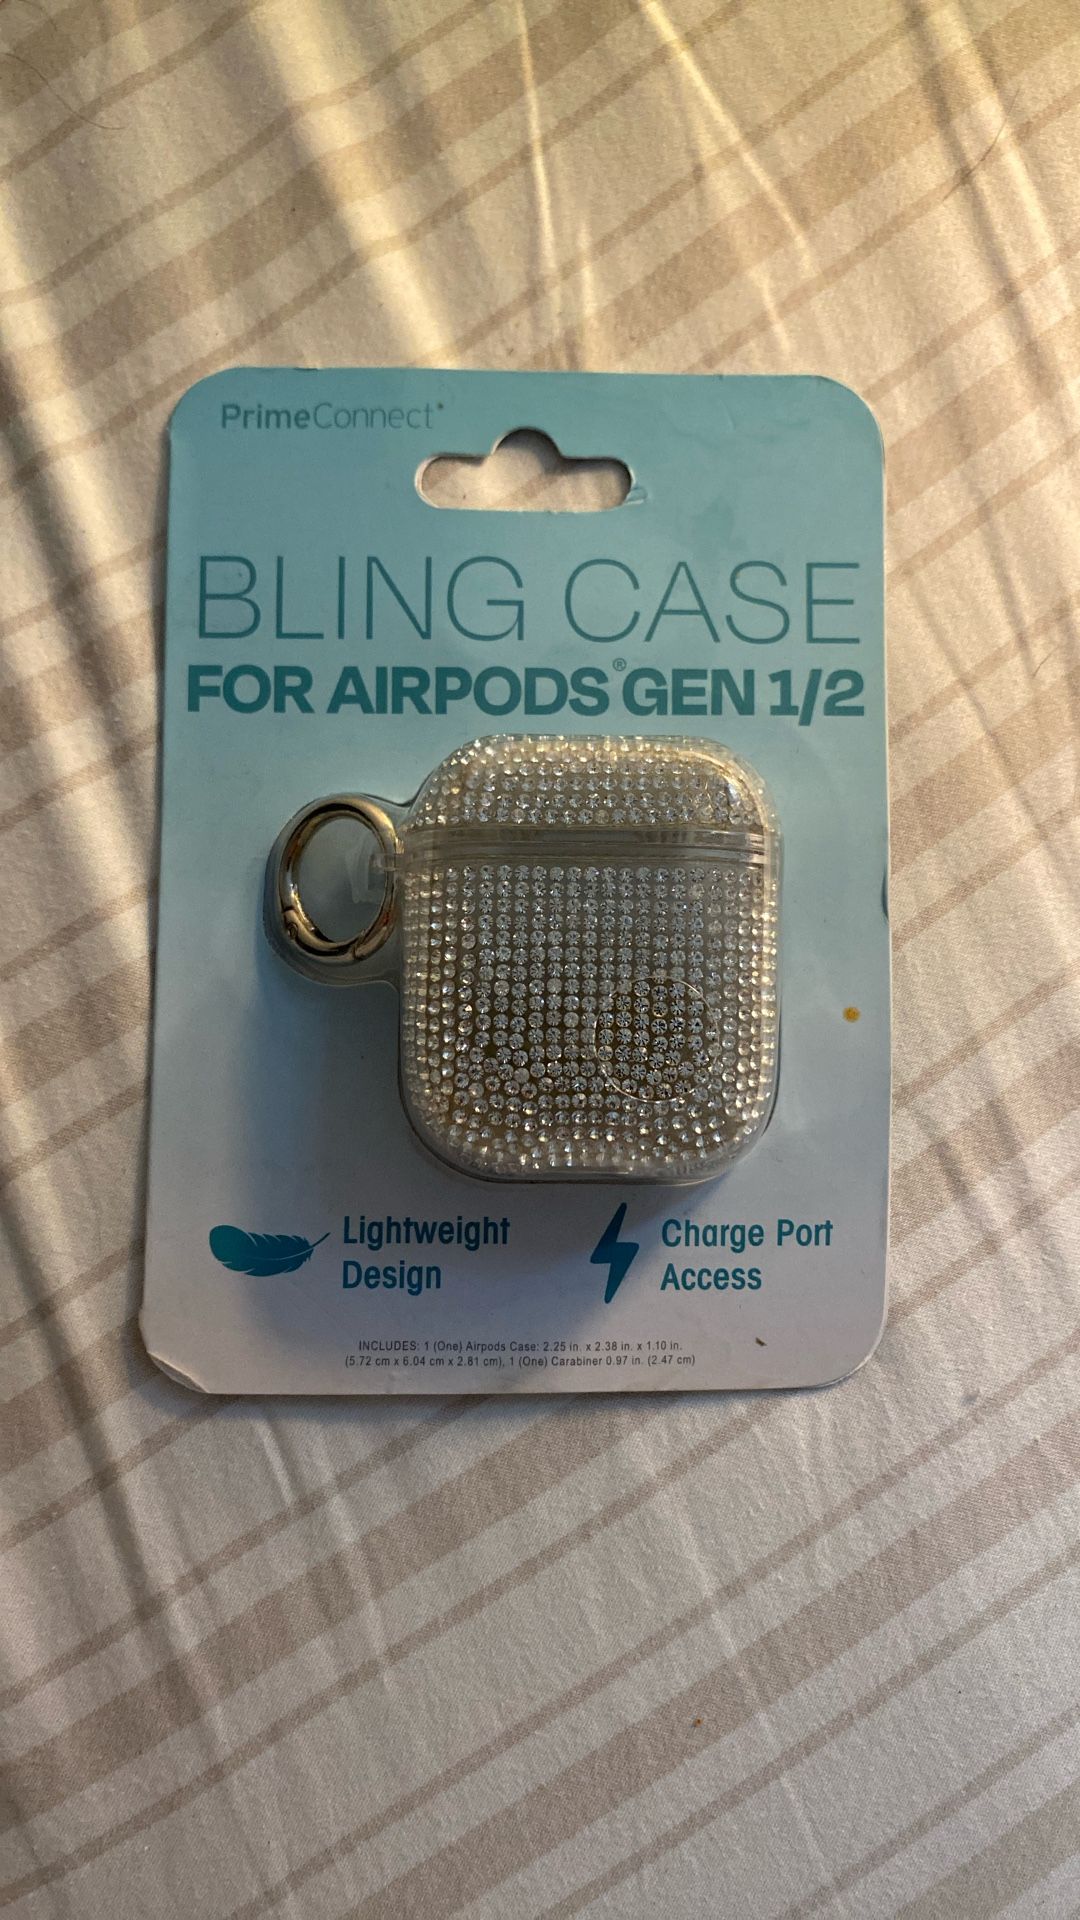 PrimeConnect®
BLING CASE
FOR AIRPODS® GEN 1/2
Lightweight
Design
Charge Port
Access
INCLUDES: 1 (One) Airpods Case: 2.25 in. x 2.38 in. x 1.10 in.
(5.72 cm x 6.04 cm x 2.81 cm), 1 (One) Carabiner 0.97 in. (2.47 cm)